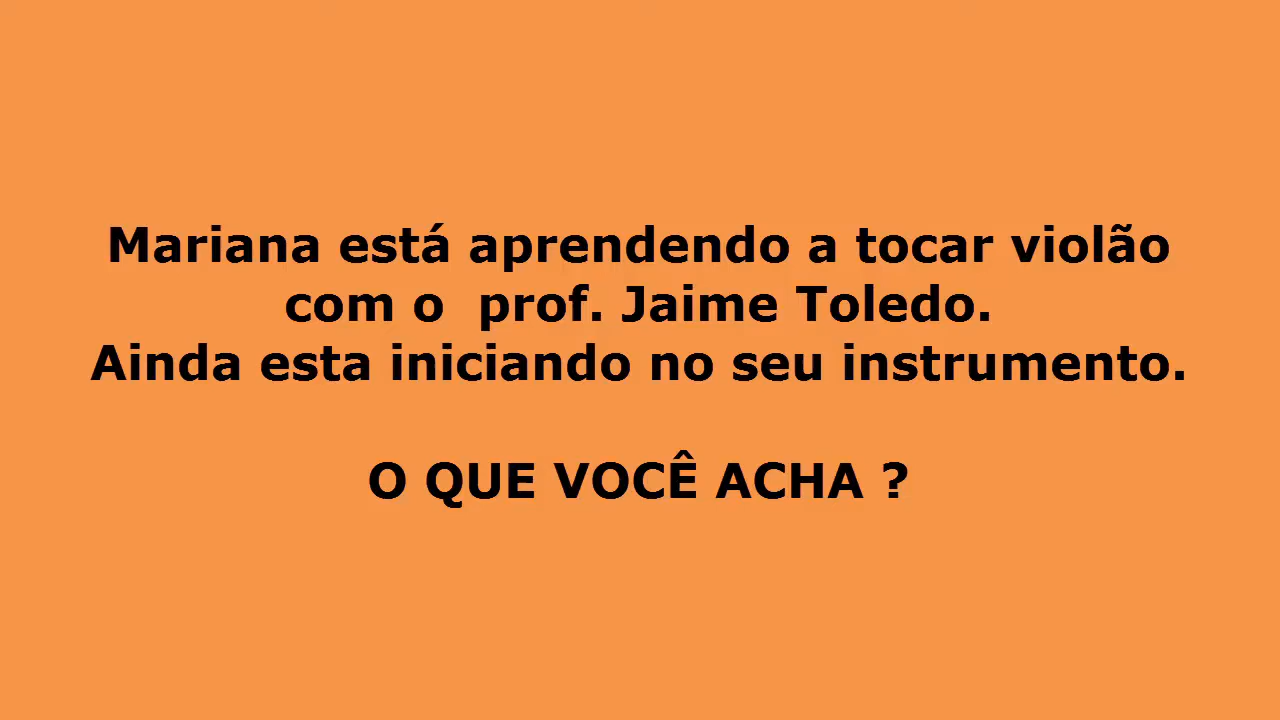 Mariana está aprendendo a tocar violão
com o  prof. Jaime Toledo.
Ainda esta iniciando no seu instrumento.
O QUE VOCÊ ACHA ?